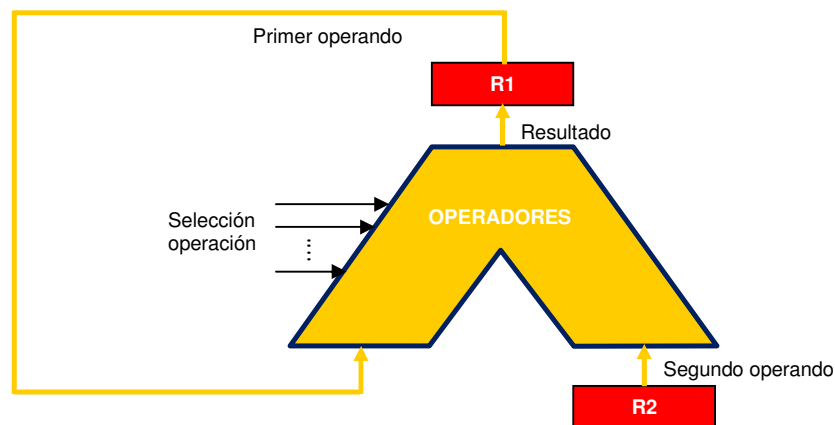 Primer operando
R1
Resultado
Selección
operación
OPERADORES
Segundo operando
R2